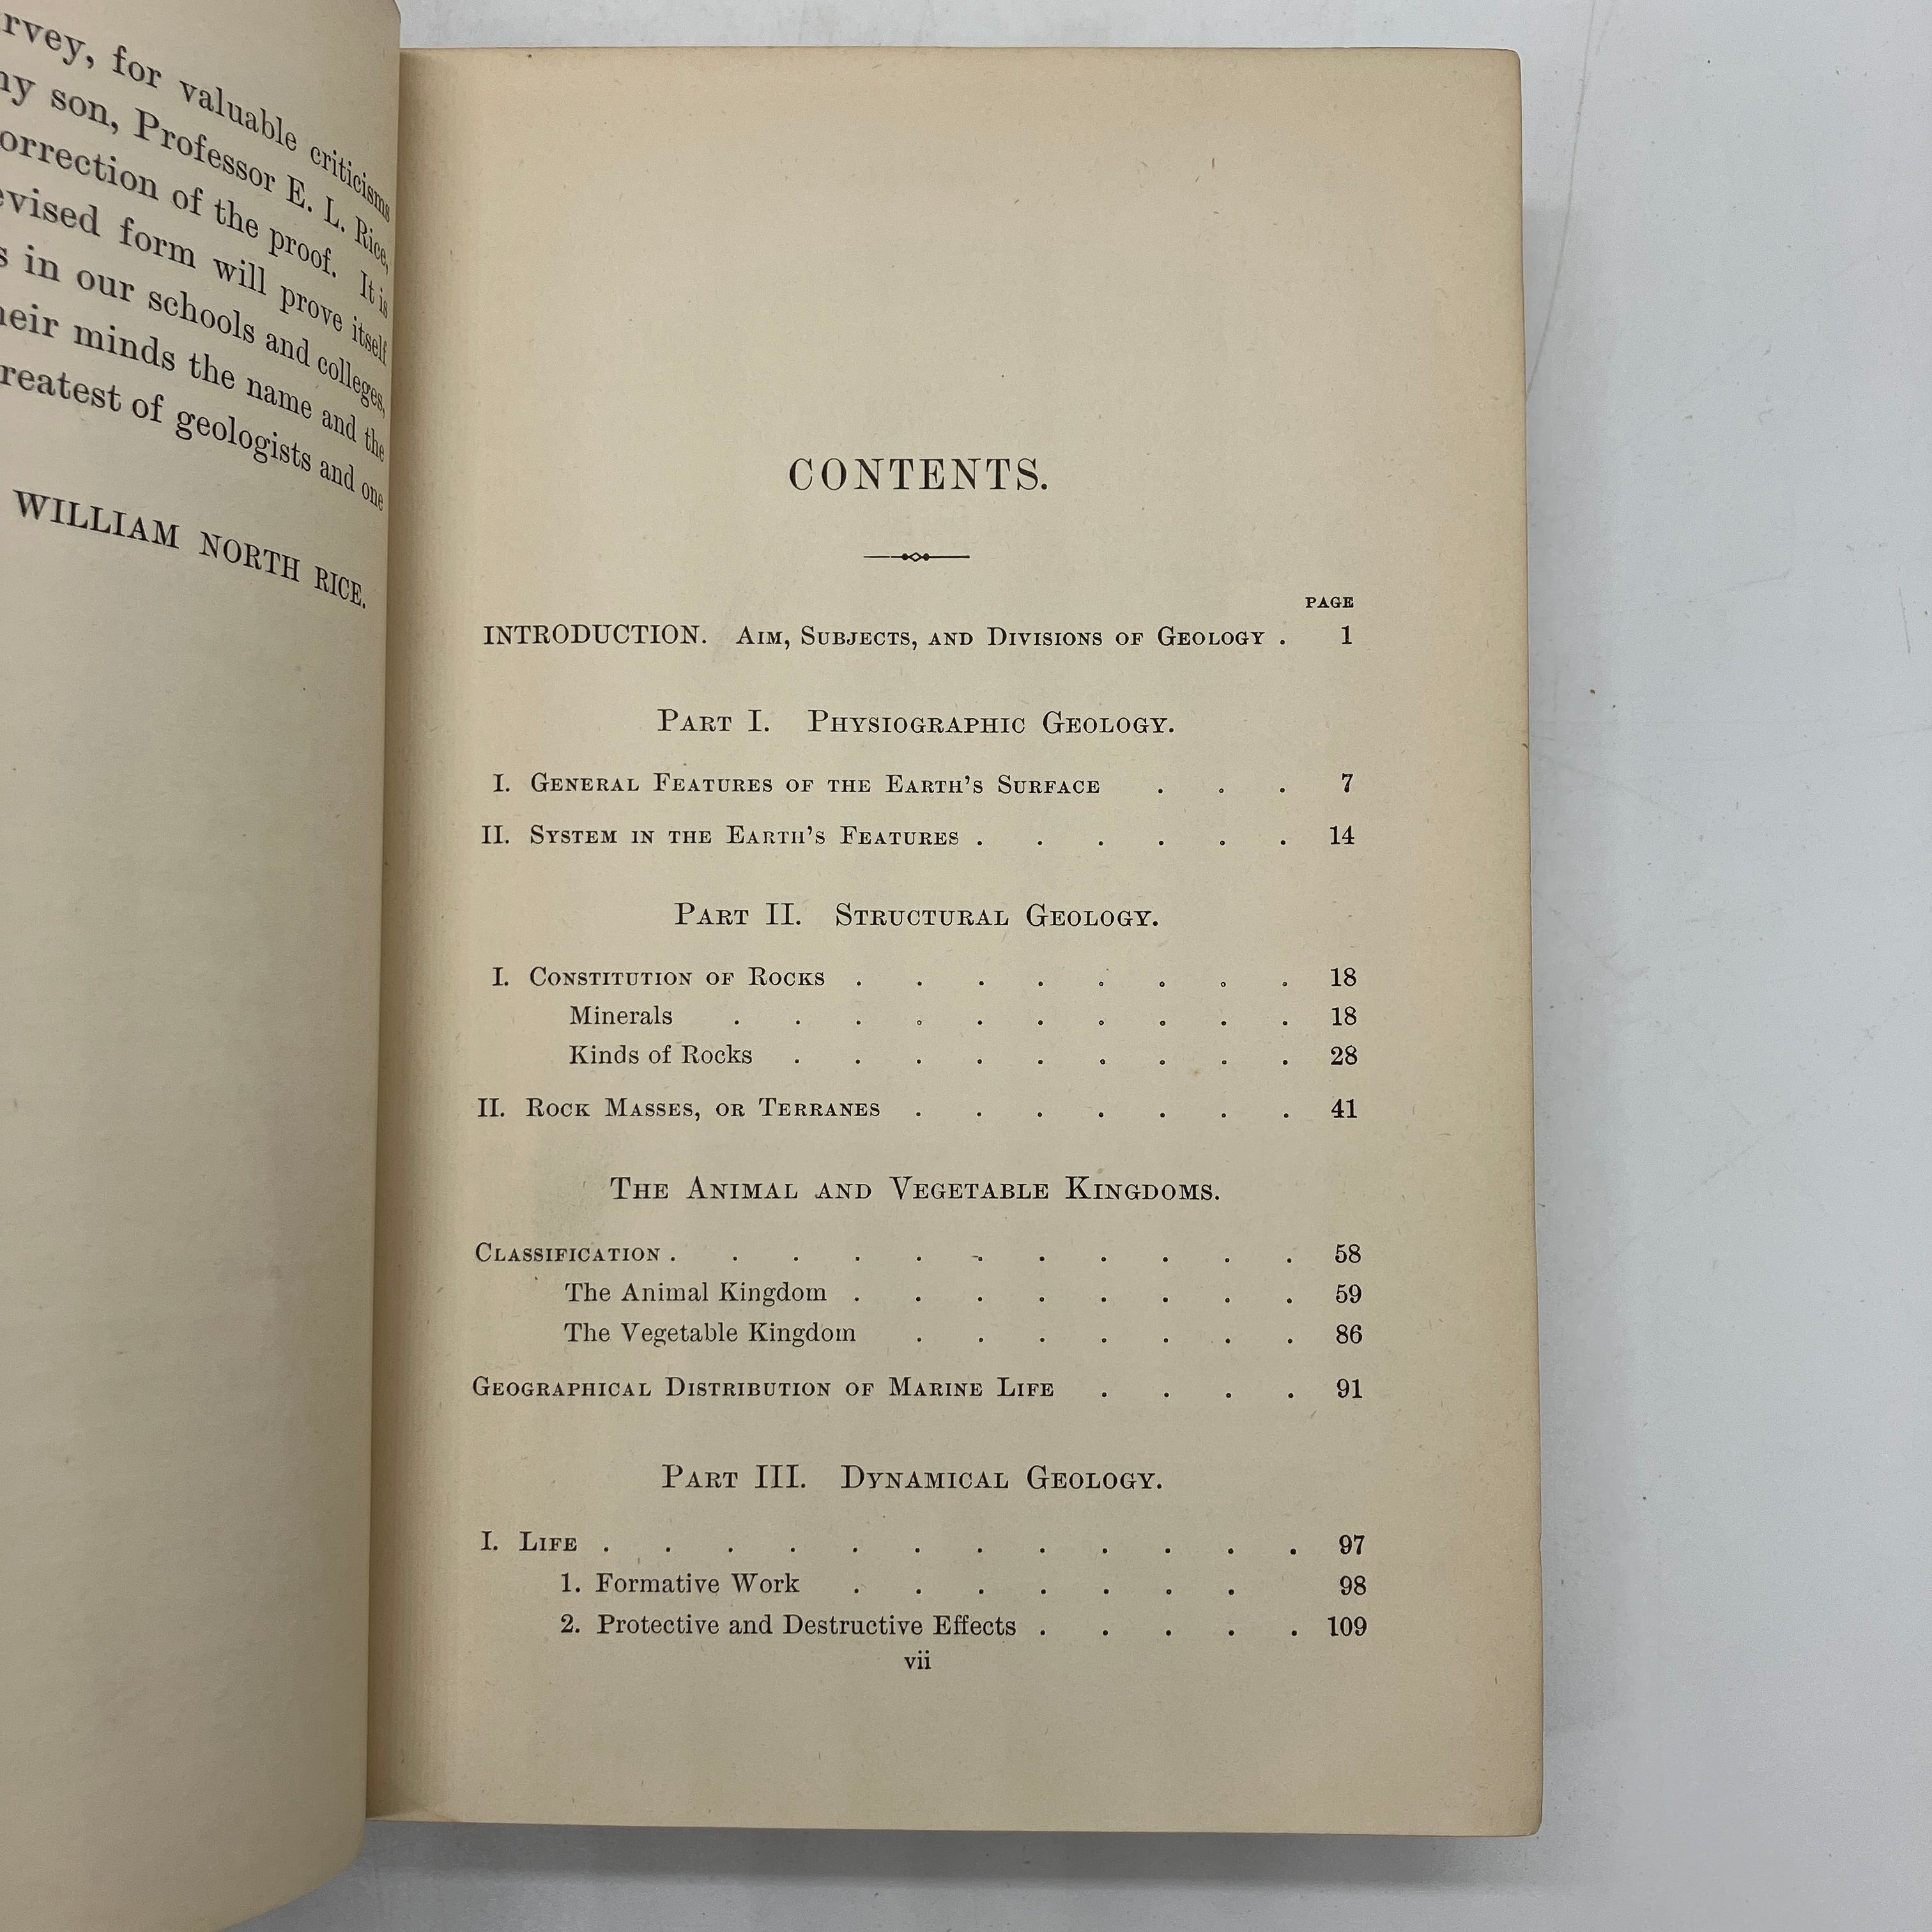 rvey, for valuable criticisms
my son, Professor E. L. Rice,
orrection of the proof. It is
evised form will prove itself
s in our schools and colleges,
heir minds the name and the
reatest of geologists and one
WILLIAM NORTH RICE.
CONTENTS.
PAGE
INTRODUCTION. AIM, SUBJECTS, AND DIVISIONS OF GEOLOGY . 1
PART I. PHYSIOGRAPHIC GEOLOGY.
I. GENERAL FEATURES OF THE EARTH'S SURFACE . . . 7
II. SYSTEM IN THE EARTH'S FEATURES . . . . . . 14
PART II. STRUCTURAL GEOLOGY.
I. CONSTITUTION OF ROCKS . . . . . . . . 18
Minerals . . . . . . . . . . 18
Kinds of Rocks . . . . . . . . . 28
II. ROCK MASSES, OR TERRANES . . . . . . . 41
THE ANIMAL AND VEGETABLE KINGDOMS.
CLASSIFICATION . . . . . . . . . . . 58
The Animal Kingdom . . . . . . . . 59
The Vegetable Kingdom . . . . . . . 86
GEOGRAPHICAL DISTRIBUTION OF MARINE LIFE . . . . 91
PART III. DYNAMICAL GEOLOGY.
I. LIFE . . . . . . . . . . . . 97
1. Formative Work . . . . . . . 98
2. Protective and Destructive Effects . . . . . 109
vii